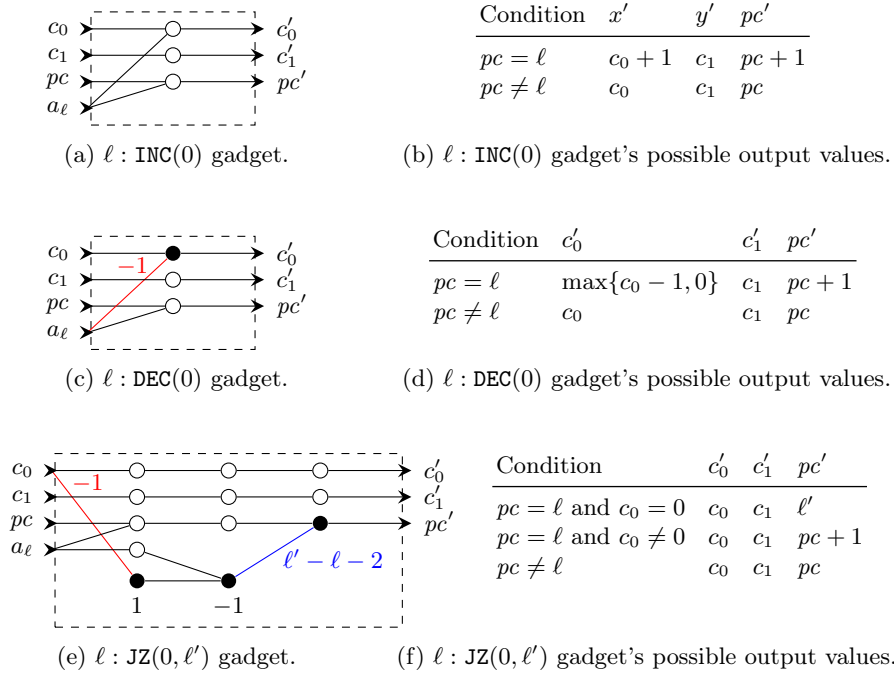 c₀ c′₀
c₁ c′₁
pc pc′
a_ℓ
Condition x′ y′ pc′
pc = ℓ c₀ + 1 c₁ pc + 1
pc ≠ ℓ c₀ c₁ pc
(a) ℓ : INC(0) gadget.
(b) ℓ : INC(0) gadget's possible output values.
c₀ c′₀
−1
c₁ c′₁
pc pc′
a_ℓ
Condition c′₀ c′₁ pc′
pc = ℓ max{c₀ − 1, 0} c₁ pc + 1
pc ≠ ℓ c₀ c₁ pc
(c) ℓ : DEC(0) gadget.
(d) ℓ : DEC(0) gadget's possible output values.
c₀ c′₀
−1
c₁ c′₁
pc pc′
a_ℓ
ℓ′ − ℓ − 2
1 −1
Condition c′₀ c′₁ pc′
pc = ℓ and c₀ = 0 c₀ c₁ ℓ′
pc = ℓ and c₀ ≠ 0 c₀ c₁ pc + 1
pc ≠ ℓ c₀ c₁ pc
(e) ℓ : JZ(0, ℓ′) gadget.
(f) ℓ : JZ(0, ℓ′) gadget's possible output values.